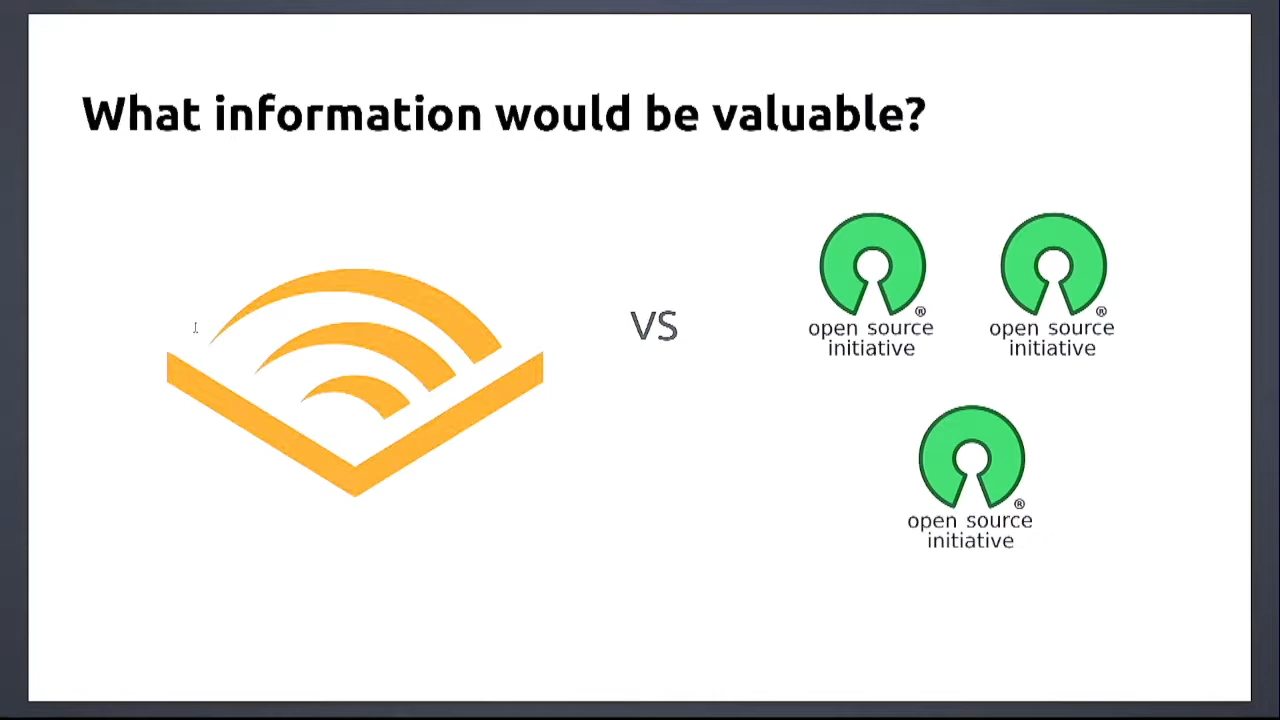 What information would be valuable?
VS
open source
initiative
®
open source
initiative
®
open source
initiative
®